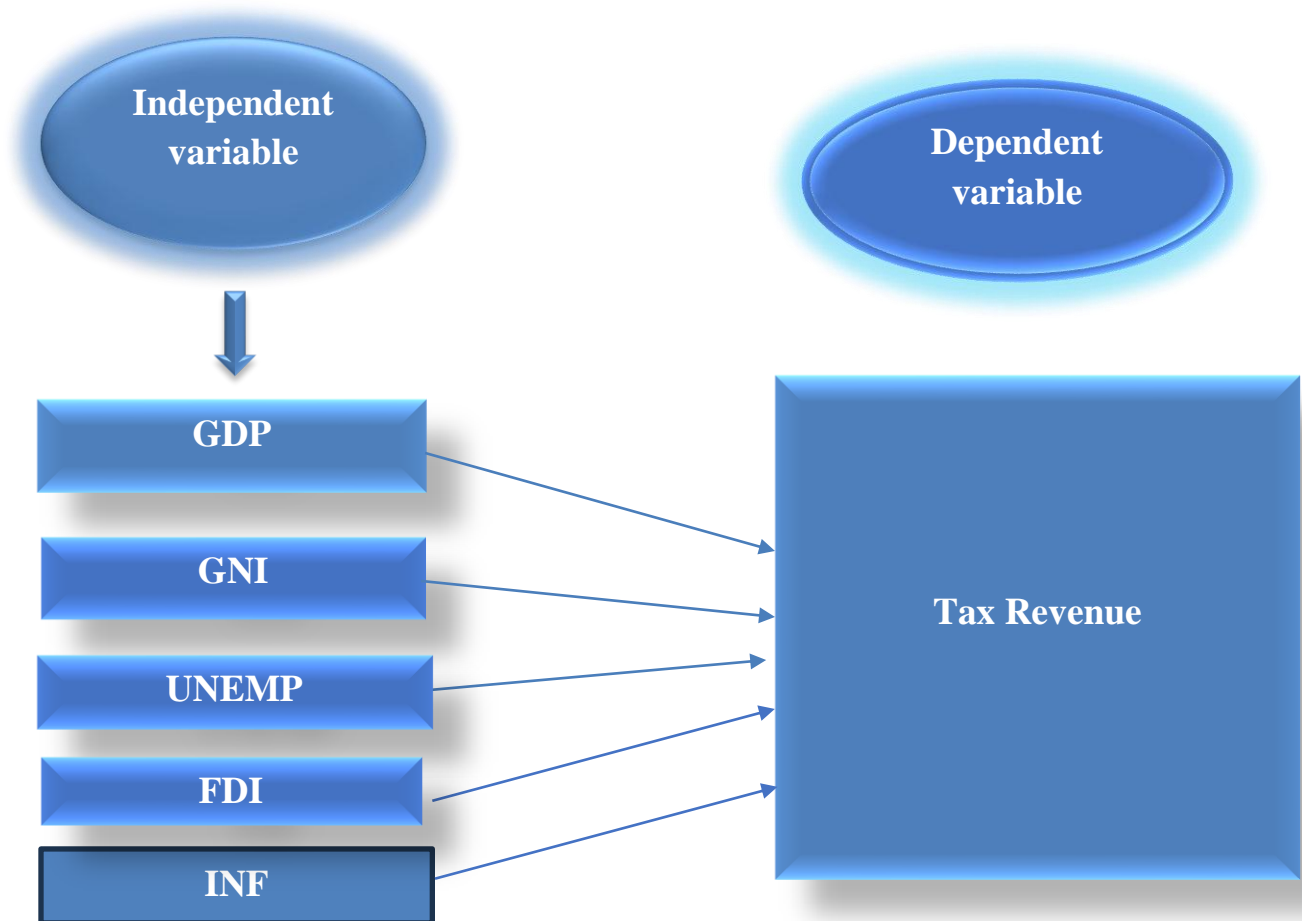 Independent
variable
Dependent
variable
GDP
GNI
UNEMP
FDI
INF
Tax Revenue